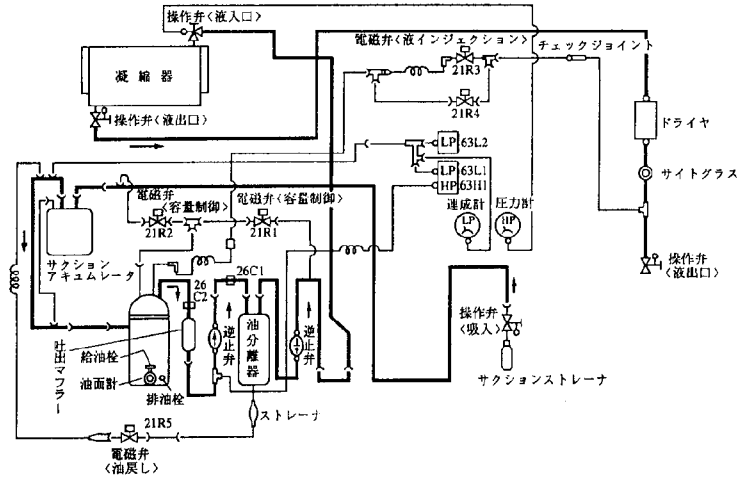 操作弁〈液入口〉
凝縮器
操作弁〈液出口〉
電磁弁〈液インジェクション〉
21R3
21R4
チェックジョイント
ドライヤ
サイトグラス
操作弁
〈液出口〉
LP
63L2
LP
63L1
HP
63H1
連成計
圧力計
LP
HP
電磁弁
〈容量制御〉
21R2
電磁弁〈容量制御〉
21R1
サクション
アキュムレータ
26C1
26
C2
逆止弁
油分離器
逆止弁
操作弁
〈吸入〉
サクションストレーナ
吐出マフラー
給油栓
油面計
排油栓
ストレーナ
21R5
電磁弁
〈油戻し〉